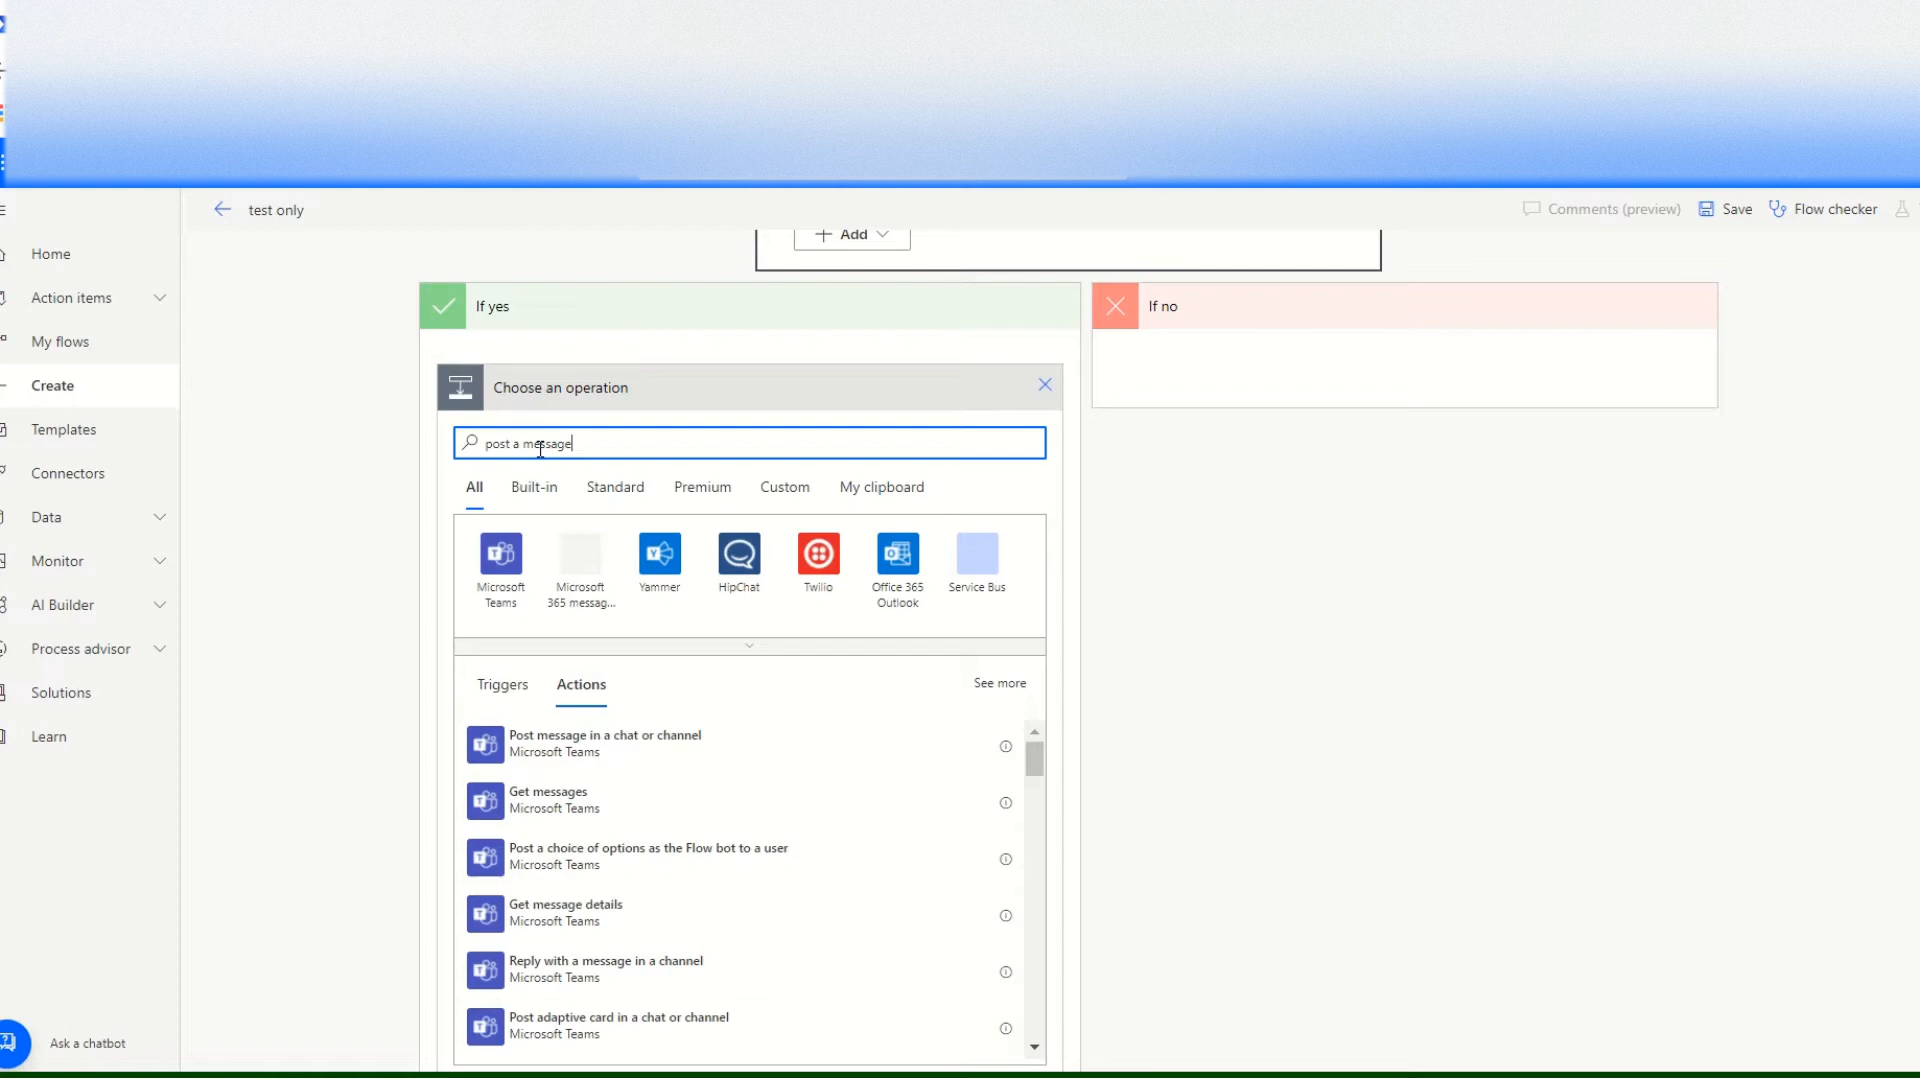 test only
Comments (preview)
Save
Flow checker
Home
Action items
My flows
Create
Templates
Connectors
Data
Monitor
AI Builder
Process advisor
Solutions
Learn
Ask a chatbot
Add
If yes
If no
Choose an operation
post a message
All
Built-in
Standard
Premium
Custom
My clipboard
Microsoft
Teams
Microsoft
365 messag...
Yammer
HipChat
Twilio
Office 365
Outlook
Service Bus
Triggers
Actions
See more
Post message in a chat or channel
Microsoft Teams
Get messages
Microsoft Teams
Post a choice of options as the Flow bot to a user
Microsoft Teams
Get message details
Microsoft Teams
Reply with a message in a channel
Microsoft Teams
Post adaptive card in a chat or channel
Microsoft Teams